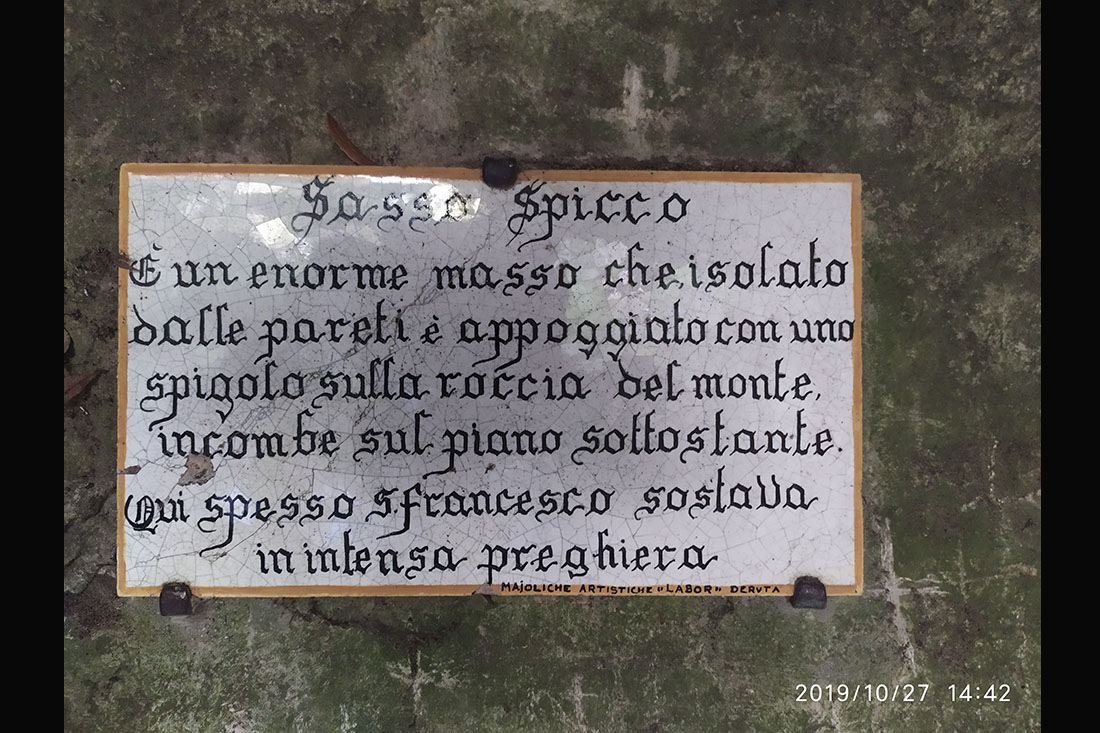 Sasso Spicco
È un enorme masso che, isolato
dalle pareti è appoggiato con uno
spigolo sulla roccia del monte,
incombe sul piano sottostante.
Qui spesso s. francesco sostava
in intensa preghiera
MAJOLICHE ARTISTICHE "LABOR" DERUTA
2019/10/27 14:42